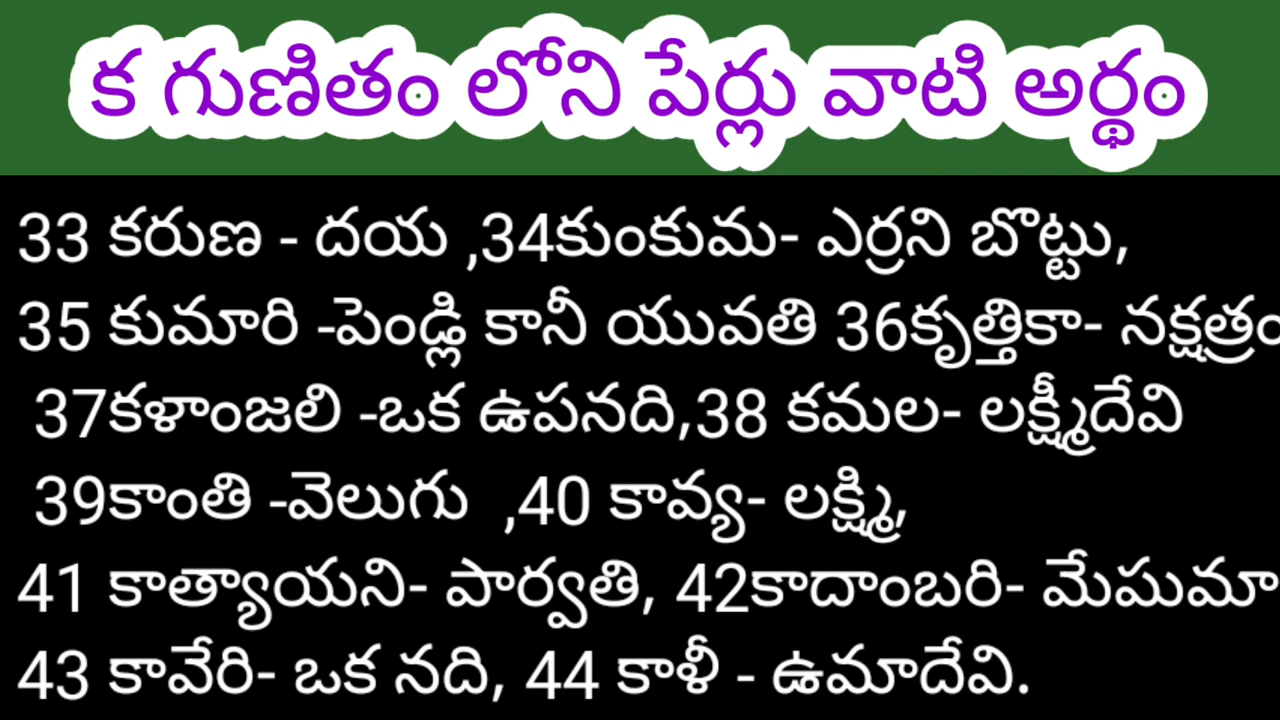 క గుణితం లోని పేర్లు వాటి అర్థం
33 కరుణ - దయ ,34కుంకుమ- ఎర్రని బొట్టు,
35 కుమారి -పెండ్లి కానీ యువతి 36కృత్తికా- నక్షత్రం
37కళాంజలి -ఒక ఉపనది,38 కమల- లక్ష్మీదేవి
39కాంతి -వెలుగు ,40 కావ్య- లక్ష్మి,
41 కాత్యాయని- పార్వతి, 42కాదాంబరి- మేషుమా
43 కావేరి- ఒక నది, 44 కాళీ - ఉమాదేవి.